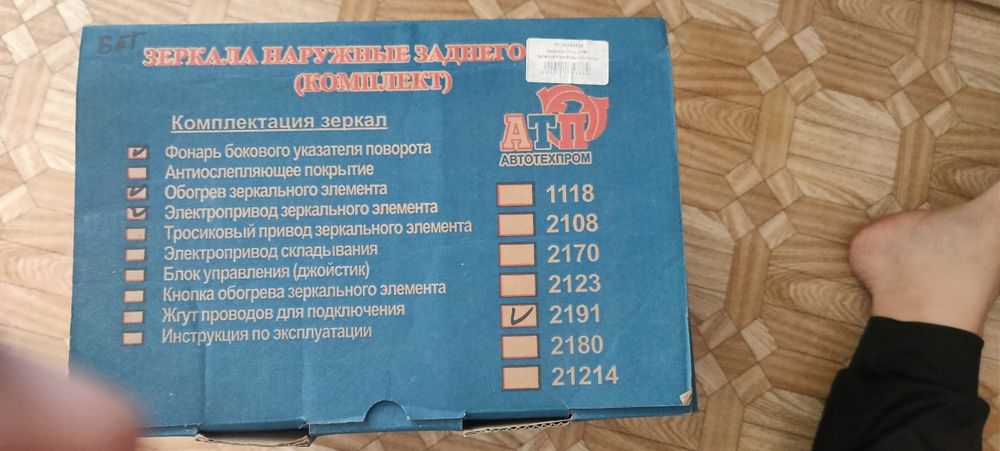 БЕГ
ЗЕРКАЛА НАРУЖНЫЕ ЗАДНЕГО
(КОМПЛЕКТ)
Комплектация зеркал
Фонарь бокового указателя поворота
Антиослепляющее покрытие
Обогрев зеркального элемента
Электропривод зеркального элемента
Тросиковый привод зеркального элемента
Электропривод складывания
Блок управления (джойстик)
Кнопка обогрева зеркального элемента
Жгут проводов для подключения
Инструкция по эксплуатации
АТП
АВТОТЕХПРОМ
1118
2108
2170
2123
2191
2180
21214